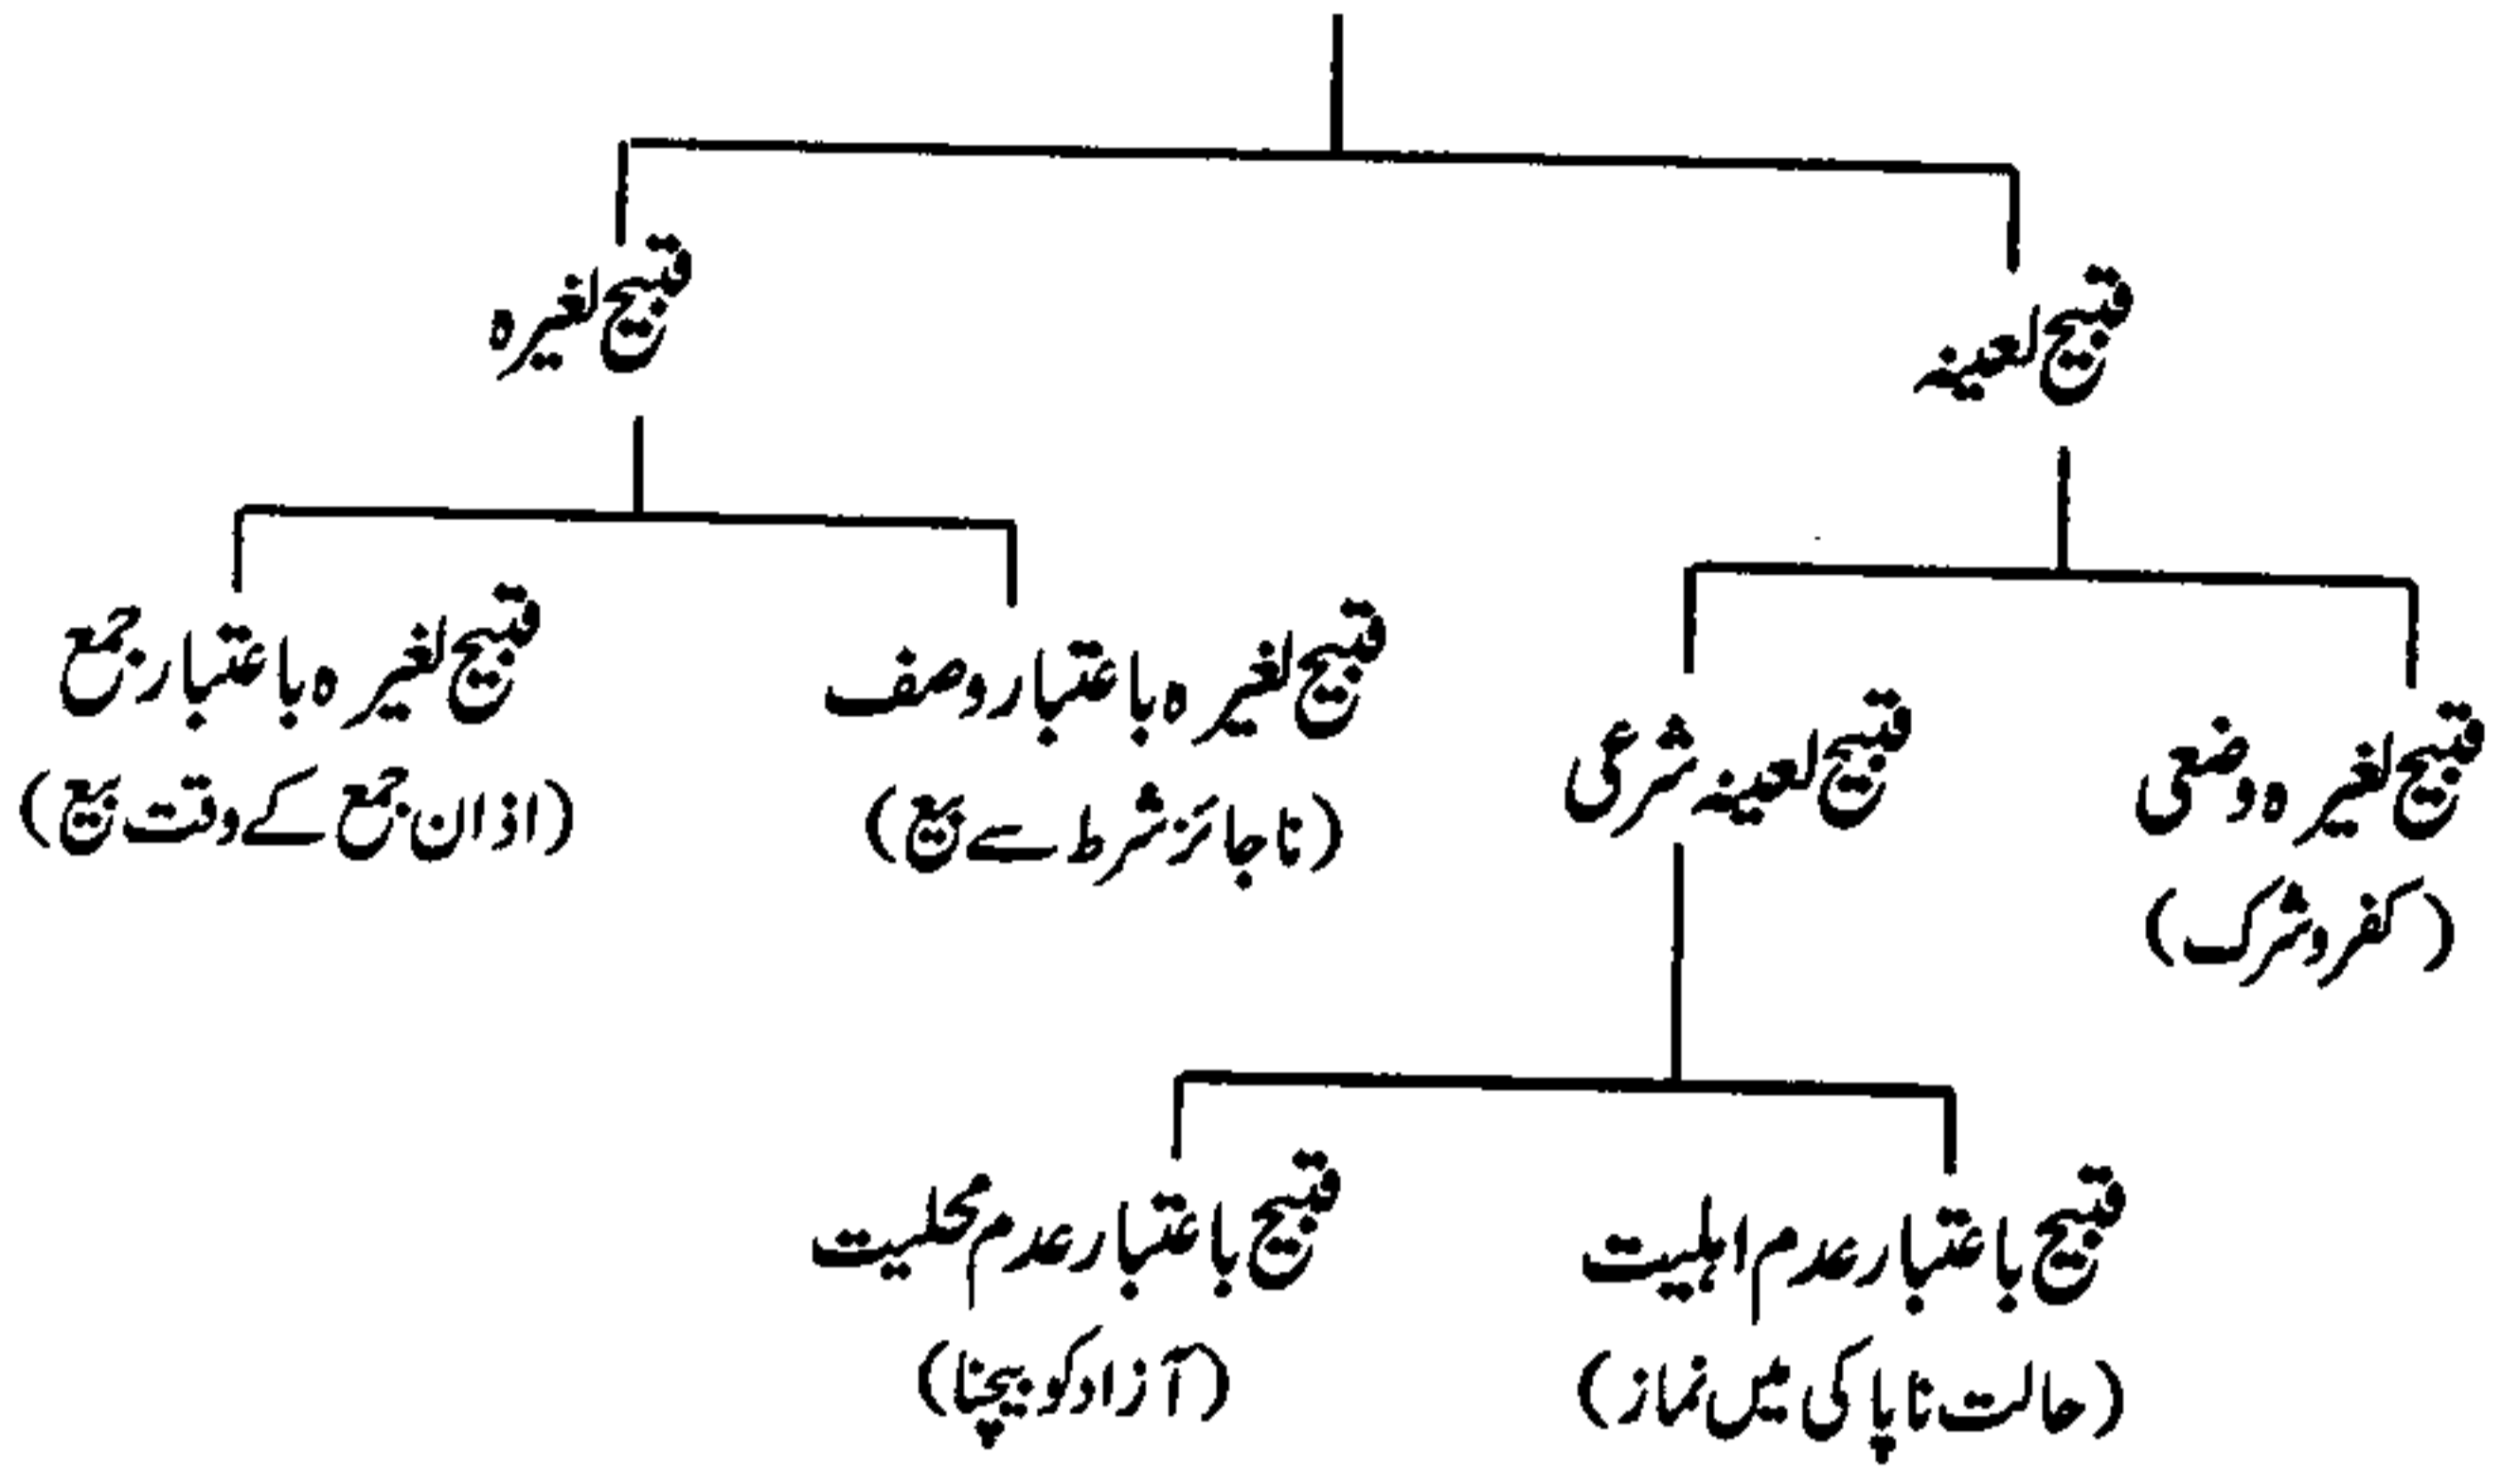 قبیح لعینہ
قبیح لغیرہ
قبیح لغیرہ وضعی
(کفر و شرک)
قبیح لعینہ شرعی
قبیح لغیرہ باعتبار وصف
(ناجائز شرط سے بیع)
قبیح لغیرہ باعتبار جمع
(اذان جمع کے وقت بیع)
قبیح باعتبار عدم اہلیت
(حالت ناپاکی میں نماز)
قبیح باعتبار عدم محلیت
(آزاد کو بیچنا)